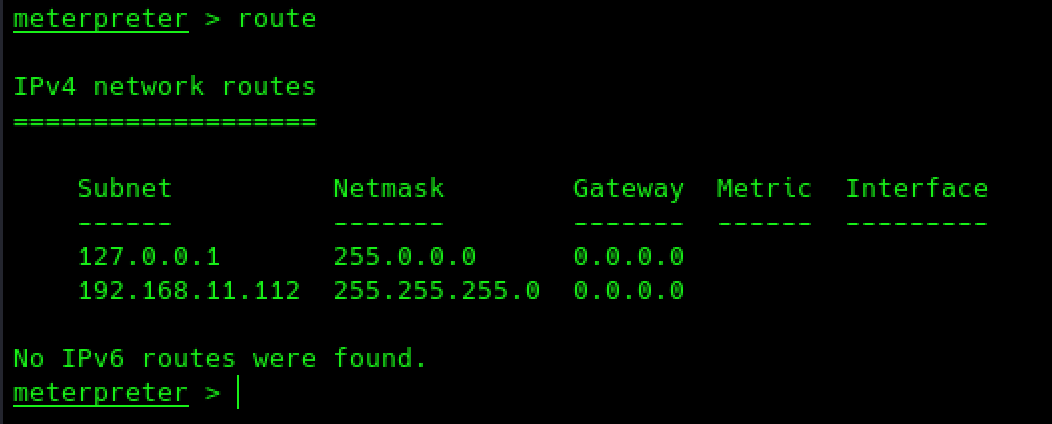 meterpreter > route
IPv4 network routes
===================
Subnet Netmask Gateway Metric Interface
------ ------- ------- ------ ---------
127.0.0.1 255.0.0.0 0.0.0.0
192.168.11.112 255.255.255.0 0.0.0.0
No IPv6 routes were found.
meterpreter >